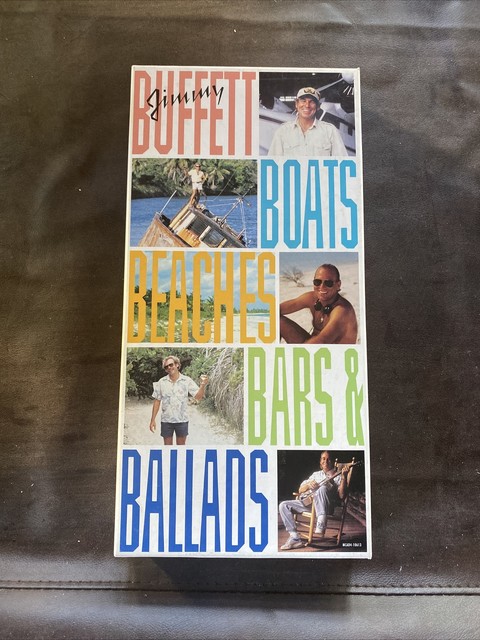 Jimmy
BUFFETT
BOATS
BEACHES
BARS &
BALLADS